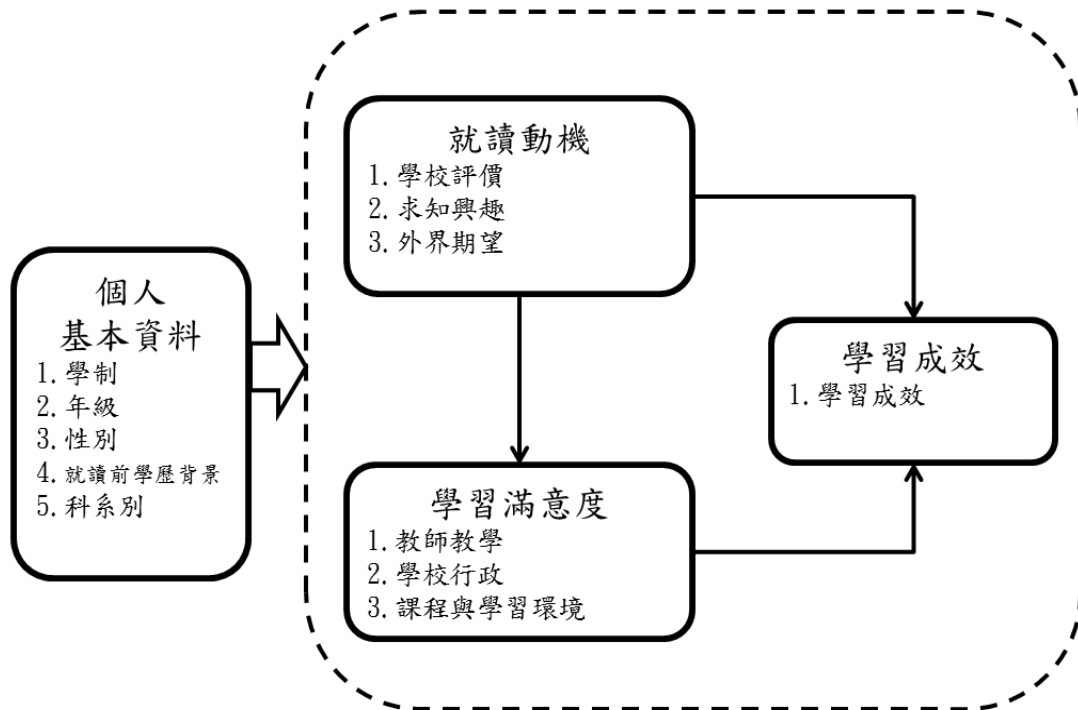 個人
基本資料
1. 學制
2. 年級
3. 性別
4. 就讀前學歷背景
5. 科系別
就讀動機
1. 學校評價
2. 求知興趣
3. 外界期望
學習滿意度
1. 教師教學
2. 學校行政
3. 課程與學習環境
學習成效
1. 學習成效